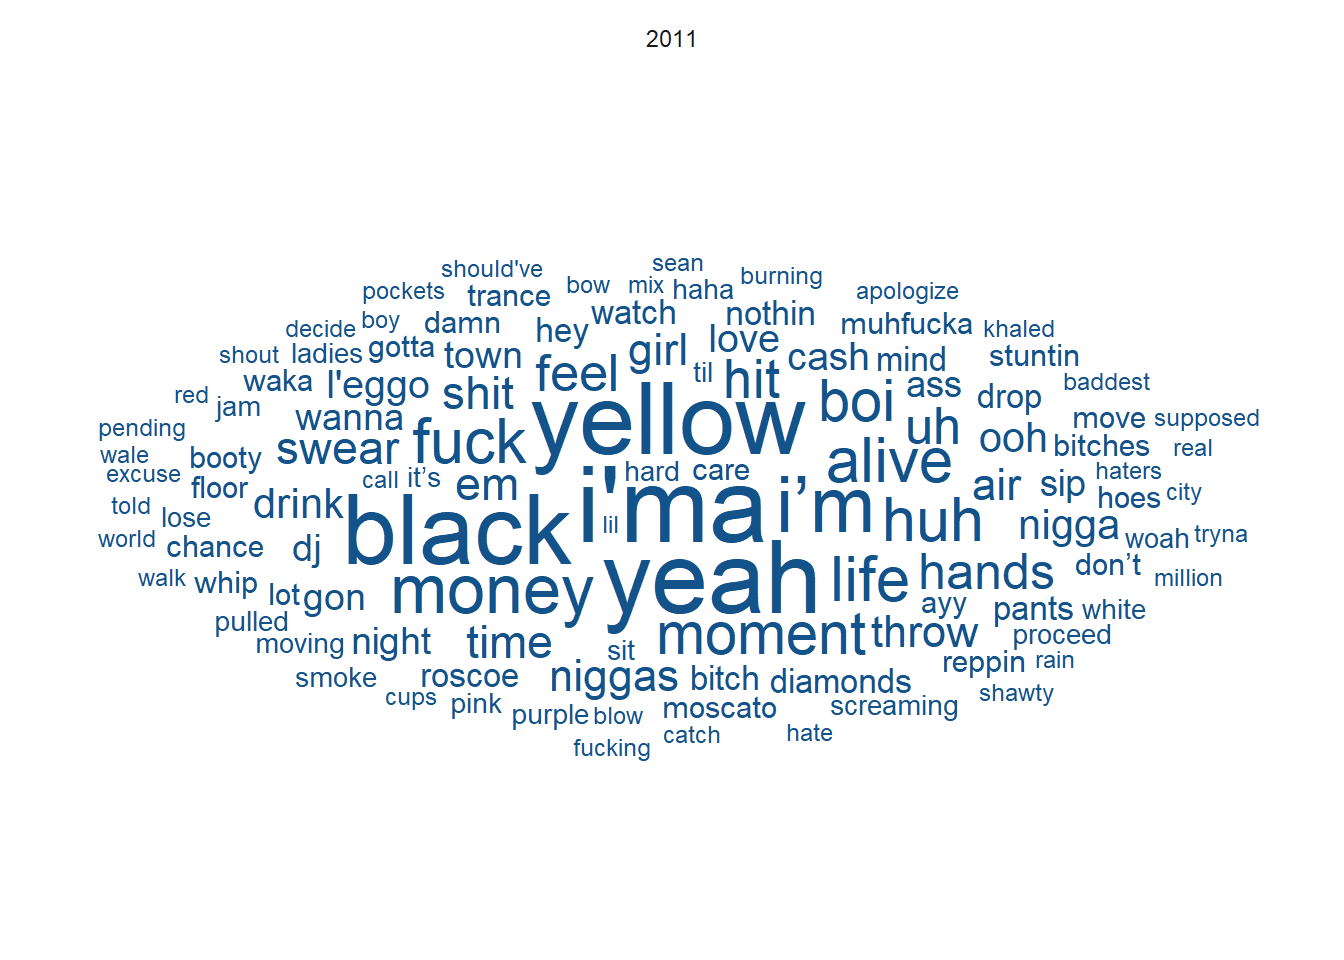 2011
sean
should've
burning
bow
mix
haha
pockets
trance
apologize
watch
nothin
boy
damn
muhfucka
decide
hey
khaled
love
gotta
girl
shout
ladies
town
cash
mind
stuntin
til
feel
hit
waka
l'eggo
ass
baddest
red
shit
boi
drop
jam
wanna
yellow
move
supposed
pending
uh
ooh
fuck
swear
bitches
real
wale
booty
alive
excuse
hard
care
haters
call
it’s
floor
em
air
sip
city
hoes
told
drink
i'ma
i’m
lose
lil
huh
nigga
black
tryna
world
woah
chance
dj
don’t
hands
walk
whip
life
million
money
yeah
lot
gon
ayy
pants
white
pulled
moment
throw
proceed
moving
night
time
sit
reppin
rain
smoke
roscoe
niggas
bitch
diamonds
shawty
cups
pink
screaming
purple
blow
moscato
catch
hate
fucking